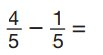 4/5 − 1/5 =